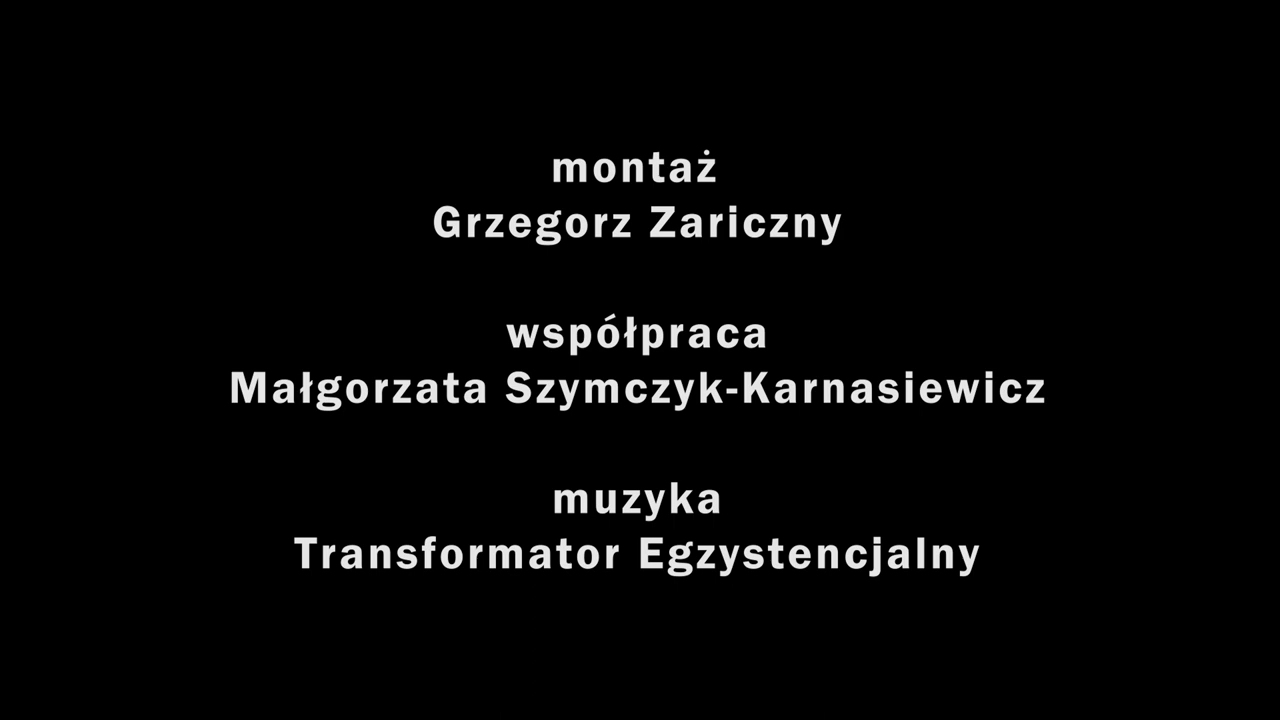 montaż
Grzegorz Zariczny
współpraca
Małgorzata Szymczyk-Karnasiewicz
muzyka
Transformator Egzystencjalny